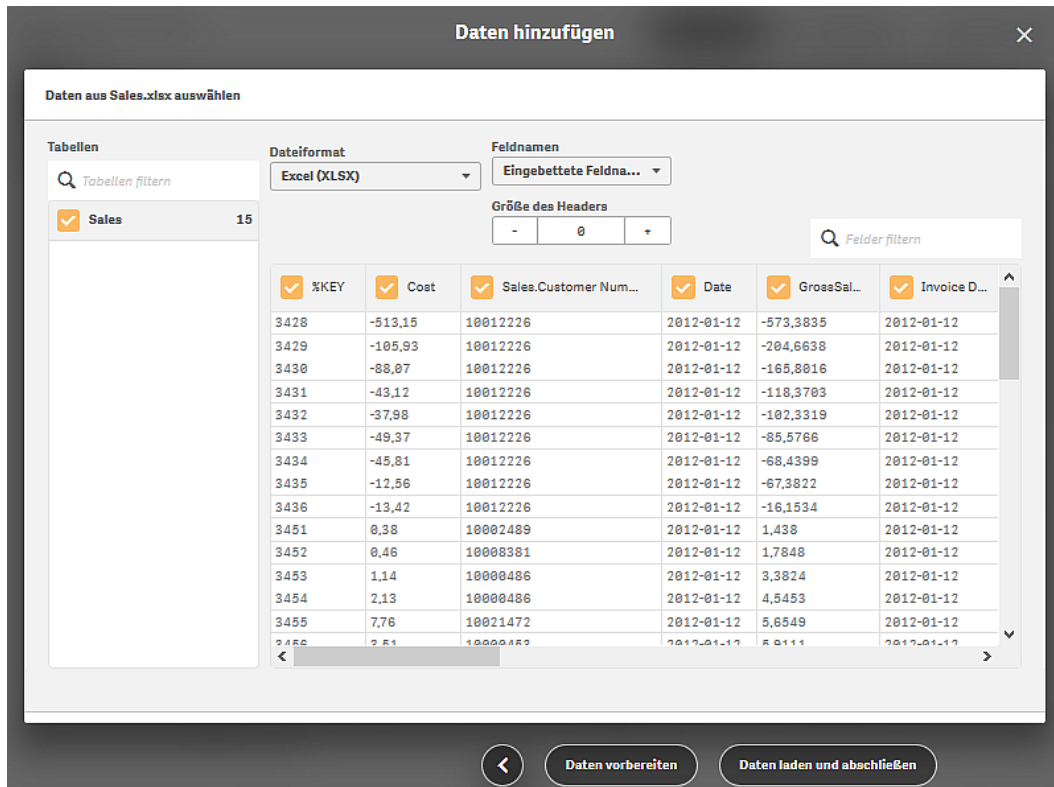 Daten hinzufügen
Daten aus Sales.xlsx auswählen
Tabellen
Tabellen filtern
Sales 15
Dateiformat
Excel (XLSX)
Feldnamen
Eingebettete Feldna...
Größe des Headers
- 0 +
Felder filtern
%KEY Cost Sales.Customer Num... Date GrossSal... Invoice D...
3428 -513,15 10012226 2012-01-12 -573,3835 2012-01-12
3429 -105,93 10012226 2012-01-12 -204,6638 2012-01-12
3430 -88,07 10012226 2012-01-12 -165,8016 2012-01-12
3431 -43,12 10012226 2012-01-12 -118,3703 2012-01-12
3432 -37,98 10012226 2012-01-12 -102,3319 2012-01-12
3433 -49,37 10012226 2012-01-12 -85,5766 2012-01-12
3434 -45,81 10012226 2012-01-12 -68,4399 2012-01-12
3435 -12,56 10012226 2012-01-12 -67,3822 2012-01-12
3436 -13,42 10012226 2012-01-12 -16,1534 2012-01-12
3451 0,38 10002489 2012-01-12 1,438 2012-01-12
3452 0,46 10008381 2012-01-12 1,7848 2012-01-12
3453 1,14 10000486 2012-01-12 3,3824 2012-01-12
3454 2,13 10000486 2012-01-12 4,5453 2012-01-12
3455 7,76 10021472 2012-01-12 5,6549 2012-01-12
3456 2012-01-12 5,9111 2012-01-12
Daten vorbereiten
Daten laden und abschließen